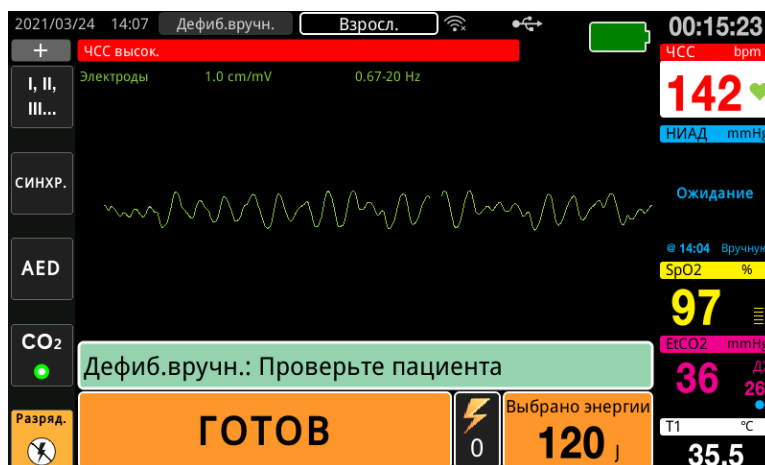 2021/03/24 14:07 Дефиб.вручн. Взросл. 00:15:23
+ ЧСС высок. ЧСС bpm
Электроды 1.0 cm/mV 0.67-20 Hz
I, II,
III...
142
НИАД mmHg
СИНХР.
Ожидание
@ 14:04 Вручную
AED
SpO2 %
97
CO2
EtCO2 mmHg
Дефиб.вручн.: Проверьте пациента
36 26
Разряд.
ГОТОВ
0
Выбрано энергии
120 J
T1 °C
35.5